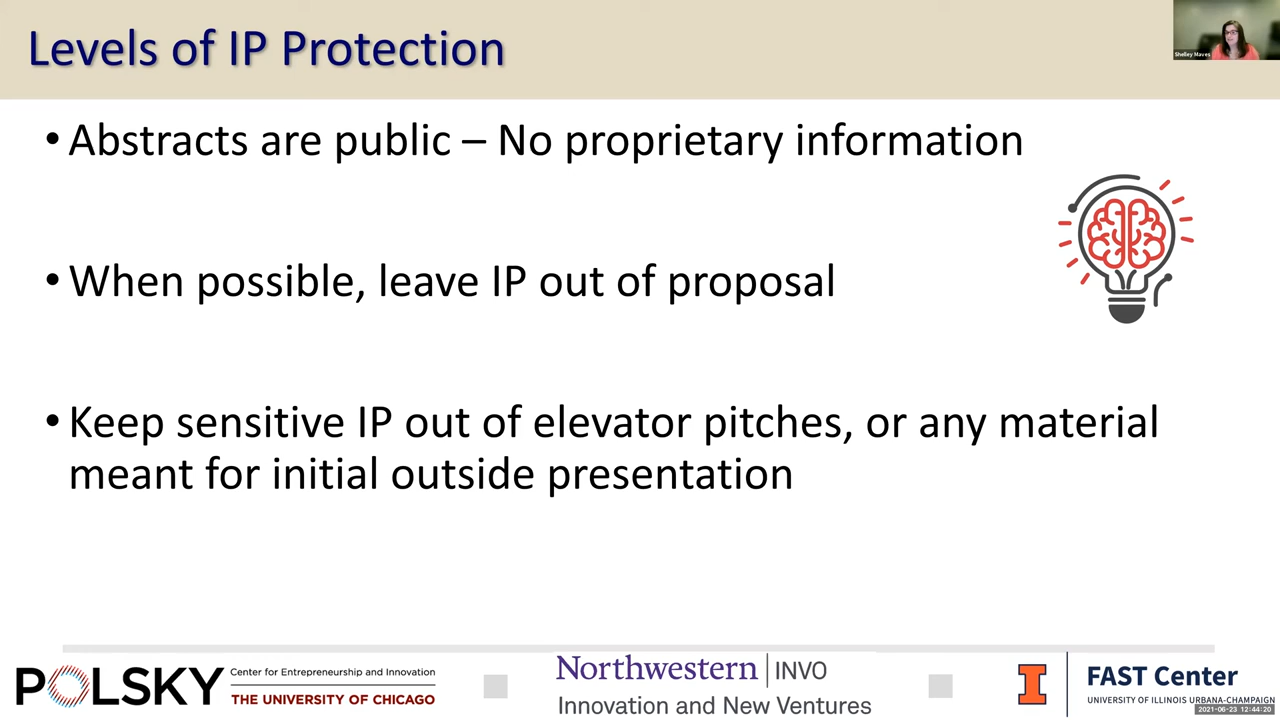 Levels of IP Protection
Shelley Maves
• Abstracts are public – No proprietary information
• When possible, leave IP out of proposal
• Keep sensitive IP out of elevator pitches, or any material
meant for initial outside presentation
POLSKY
Center for Entrepreneurship and Innovation
THE UNIVERSITY OF CHICAGO
Northwestern | INVO
Innovation and New Ventures
I
FAST Center
UNIVERSITY OF ILLINOIS URBANA-CHAMPAIGN
2021-06-23 12:44:20